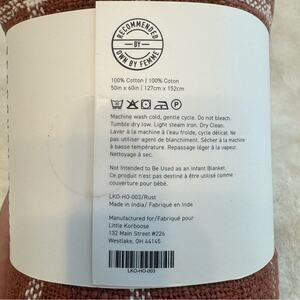 RECOMMENDED
BY
OWN BY FEMME
100% Cotton | 100% Coton
50in x 60in | 127cm x 152cm
Machine wash cold, gentle cycle. Do not bleach.
Tumble dry low. Light steam iron. Dry Clean.
Laver à la machine à l'eau froide, cycle délicat. Ne
pas utiliser agent de blanchiment. Sécher à la machine
à basse température. Repassage léger à la vapeur.
Nettoyage à sec.
Not Intended to Be Used as an Infant Blanket.
Ce produit n'est pas destiné à être utilisé comme
couverture pour bébé.
LKO-HO-003/Rust
Made in India/ Fabriqué en Inde
Manufactured for/Fabriqué pour
Little Korboose
132 Main Street #226
Westlake, OH 44145
LKO-HO-003